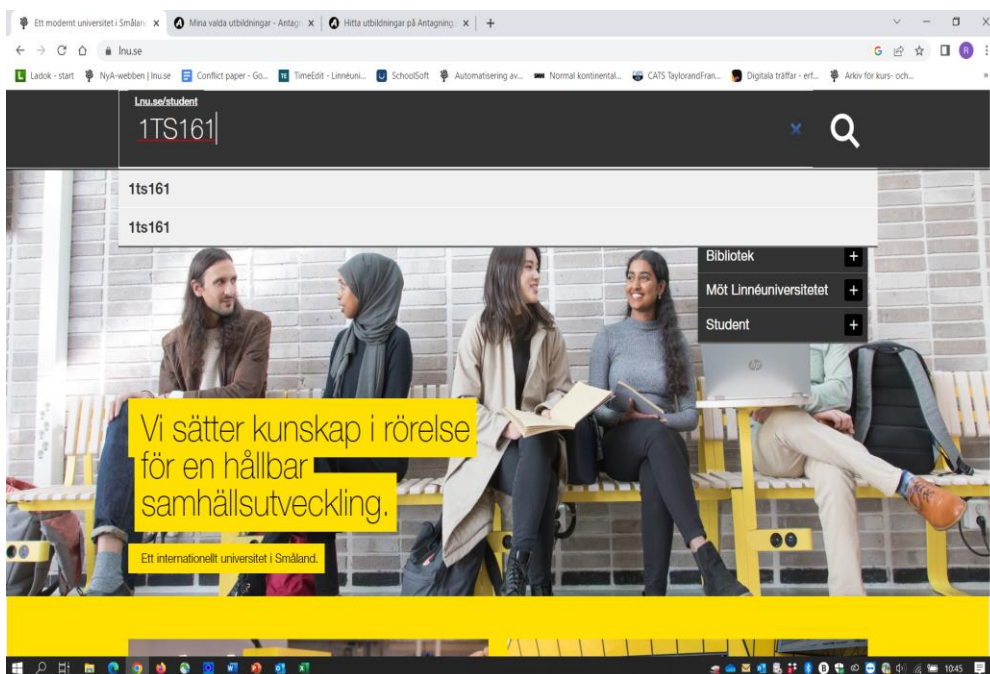 Ett modernt universitet i Smålan
Mina valda utbildningar - Antagn
Hitta utbildningar på Antagning.
lnu.se
Ladok - start
NyA-webben | lnu.se
Conflict paper - Go...
TimeEdit - Linnéuni...
SchoolSoft
Automatisering av...
Normal kontinental...
CATS TaylorandFran...
Digitala träffar - erf...
Arkiv för kurs- och...
Lnu.se/student
1TS161
1ts161
1ts161
Bibliotek
Möt Linnéuniversitetet
Student
Vi sätter kunskap i rörelse
för en hållbar
samhällsutveckling.
Ett internationellt universitet i Småland.
10:45